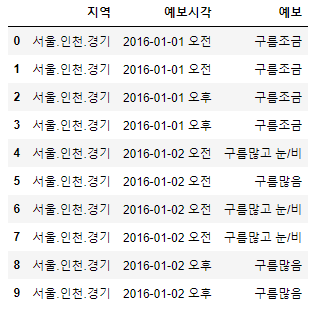 지역 예보시각 예보
0 서울.인천.경기 2016-01-01 오전 구름조금
1 서울.인천.경기 2016-01-01 오전 구름조금
2 서울.인천.경기 2016-01-01 오후 구름조금
3 서울.인천.경기 2016-01-01 오후 구름조금
4 서울.인천.경기 2016-01-02 오전 구름많고 눈/비
5 서울.인천.경기 2016-01-02 오전 구름많음
6 서울.인천.경기 2016-01-02 오전 구름많고 눈/비
7 서울.인천.경기 2016-01-02 오전 구름많고 눈/비
8 서울.인천.경기 2016-01-02 오후 구름많음
9 서울.인천.경기 2016-01-02 오후 구름많음